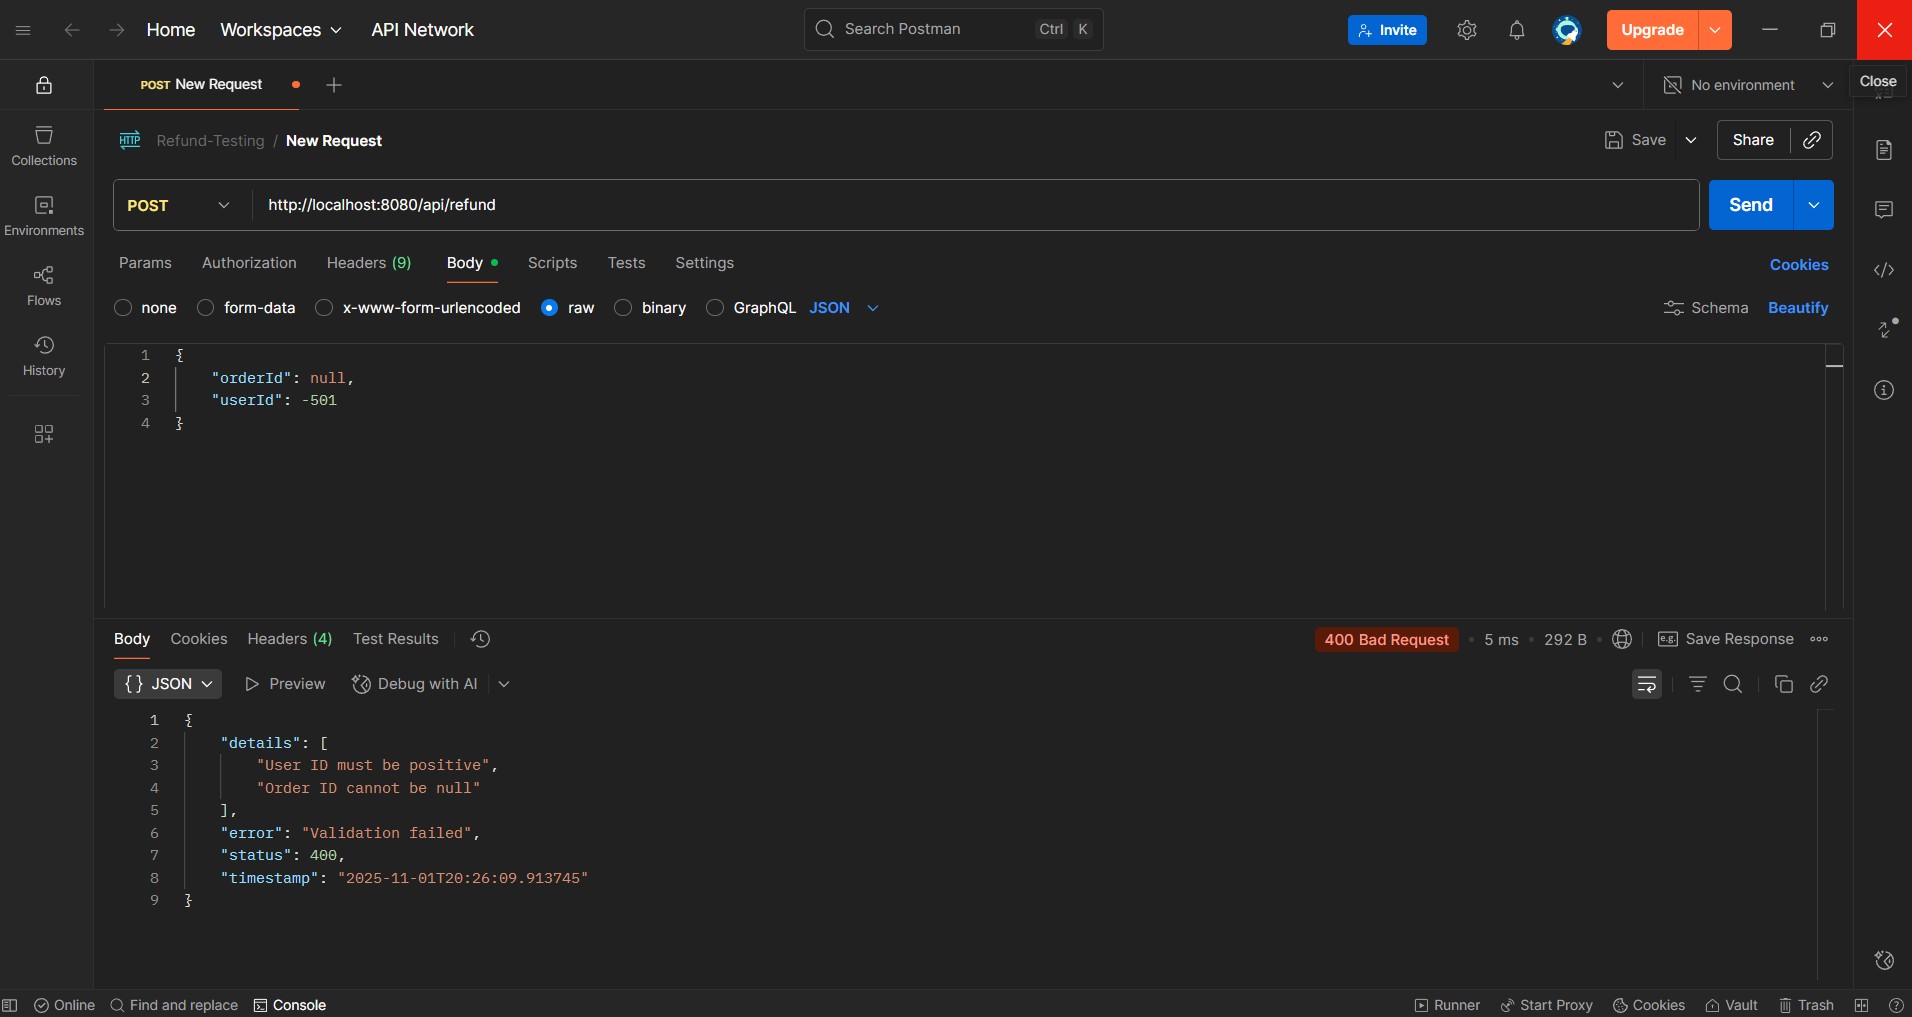 Home Workspaces API Network Search Postman Ctrl K Invite Upgrade
Close
POST New Request No environment
HTTP Refund-Testing / New Request Save Share
POST http://localhost:8080/api/refund Send
Params Authorization Headers (9) Body Scripts Tests Settings Cookies
none form-data x-www-form-urlencoded raw binary GraphQL JSON Schema Beautify
Collections
Environments
Flows
History
1 {
2 "orderId": null,
3 "userId": -501
4 }
Body Cookies Headers (4) Test Results 400 Bad Request • 5 ms • 292 B • e.g. Save Response
{} JSON Preview Debug with AI
1 {
2 "details": [
3 "User ID must be positive",
4 "Order ID cannot be null"
5 ],
6 "error": "Validation failed",
7 "status": 400,
8 "timestamp": "2025-11-01T20:26:09.913745"
9 }
Online Find and replace Console Runner Start Proxy Cookies Vault Trash